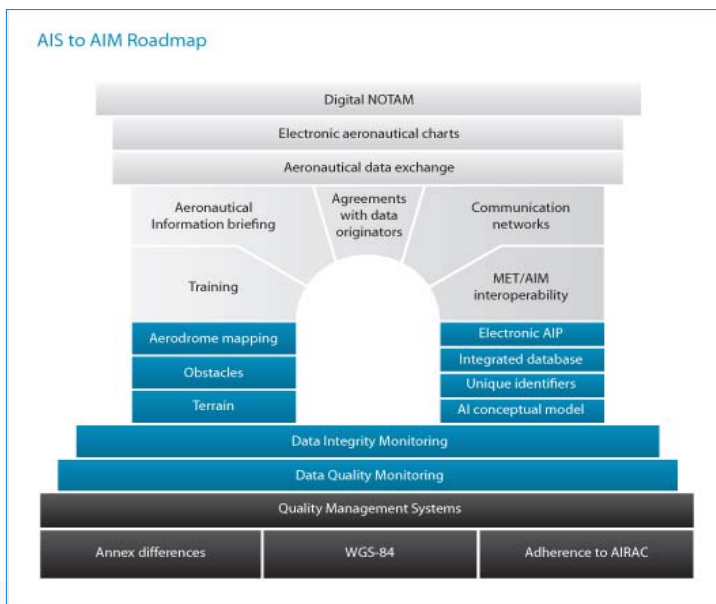 AIS to AIM Roadmap
Digital NOTAM
Electronic aeronautical charts
Aeronautical data exchange
Aeronautical
Information briefing
Agreements
with data
originators
Communication
networks
Training
MET/AIM
interoperability
Aerodrome mapping
Obstacles
Terrain
Electronic AIP
Integrated database
Unique identifiers
AI conceptual model
Data Integrity Monitoring
Data Quality Monitoring
Quality Management Systems
Annex differences
WGS-84
Adherence to AIRAC